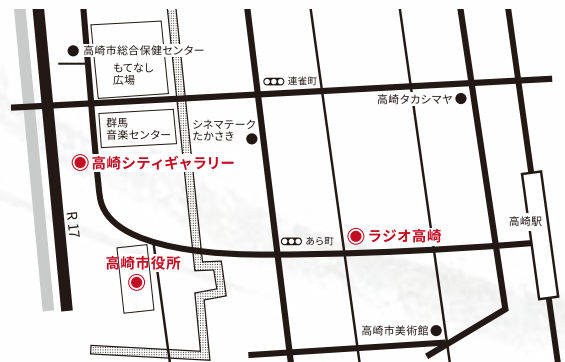 高崎市総合保健センター
もてなし
広場
連雀町
高崎タカシマヤ
群馬
音楽センター
シネマテーク
たかさき
高崎シティギャラリー
R17
高崎駅
あら町
ラジオ高崎
高崎市役所
高崎市美術館